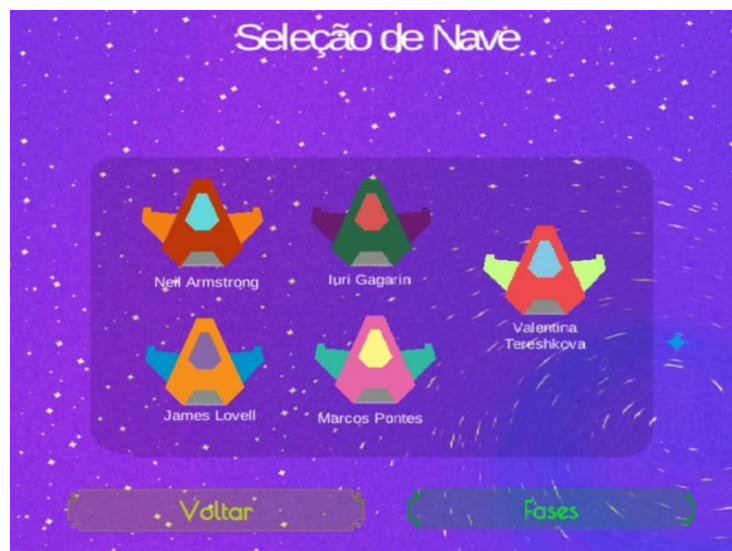 Seleção de Nave
Neil Armstrong
Iuri Gagarin
Valentina
Tereshkova
James Lovell
Marcos Pontes
Voltar
Fases